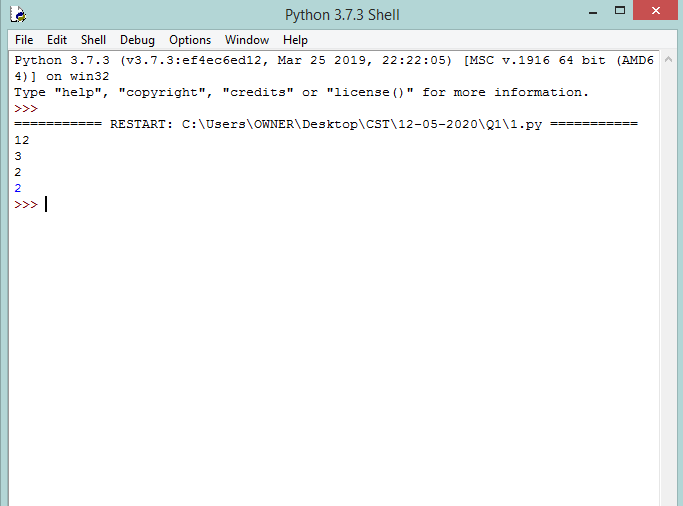 Python 3.7.3 Shell
File Edit Shell Debug Options Window Help
Python 3.7.3 (v3.7.3:ef4ec6ed12, Mar 25 2019, 22:22:05) [MSC v.1916 64 bit (AMD6
4)] on win32
Type "help", "copyright", "credits" or "license()" for more information.
>>>
=========== RESTART: C:\Users\OWNER\Desktop\CST\12-05-2020\Q1\1.py ===========
12
3
2
2
>>>